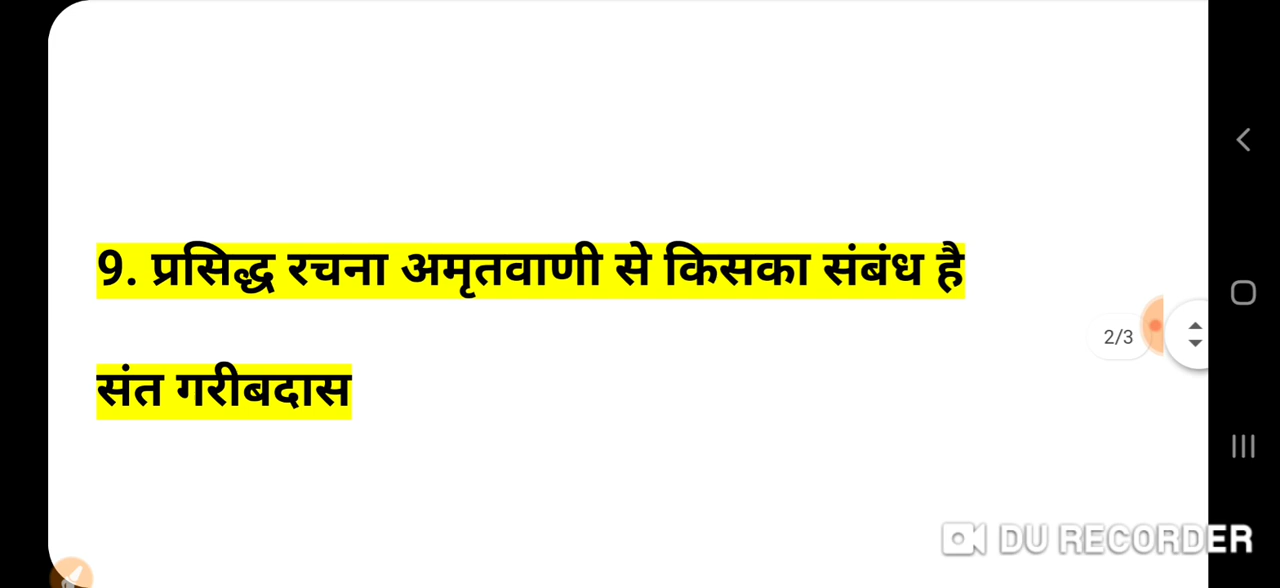 9. प्रसिद्ध रचना अमृतवाणी से किसका संबंध है
संत गरीबदास
2/3
DU RECORDER